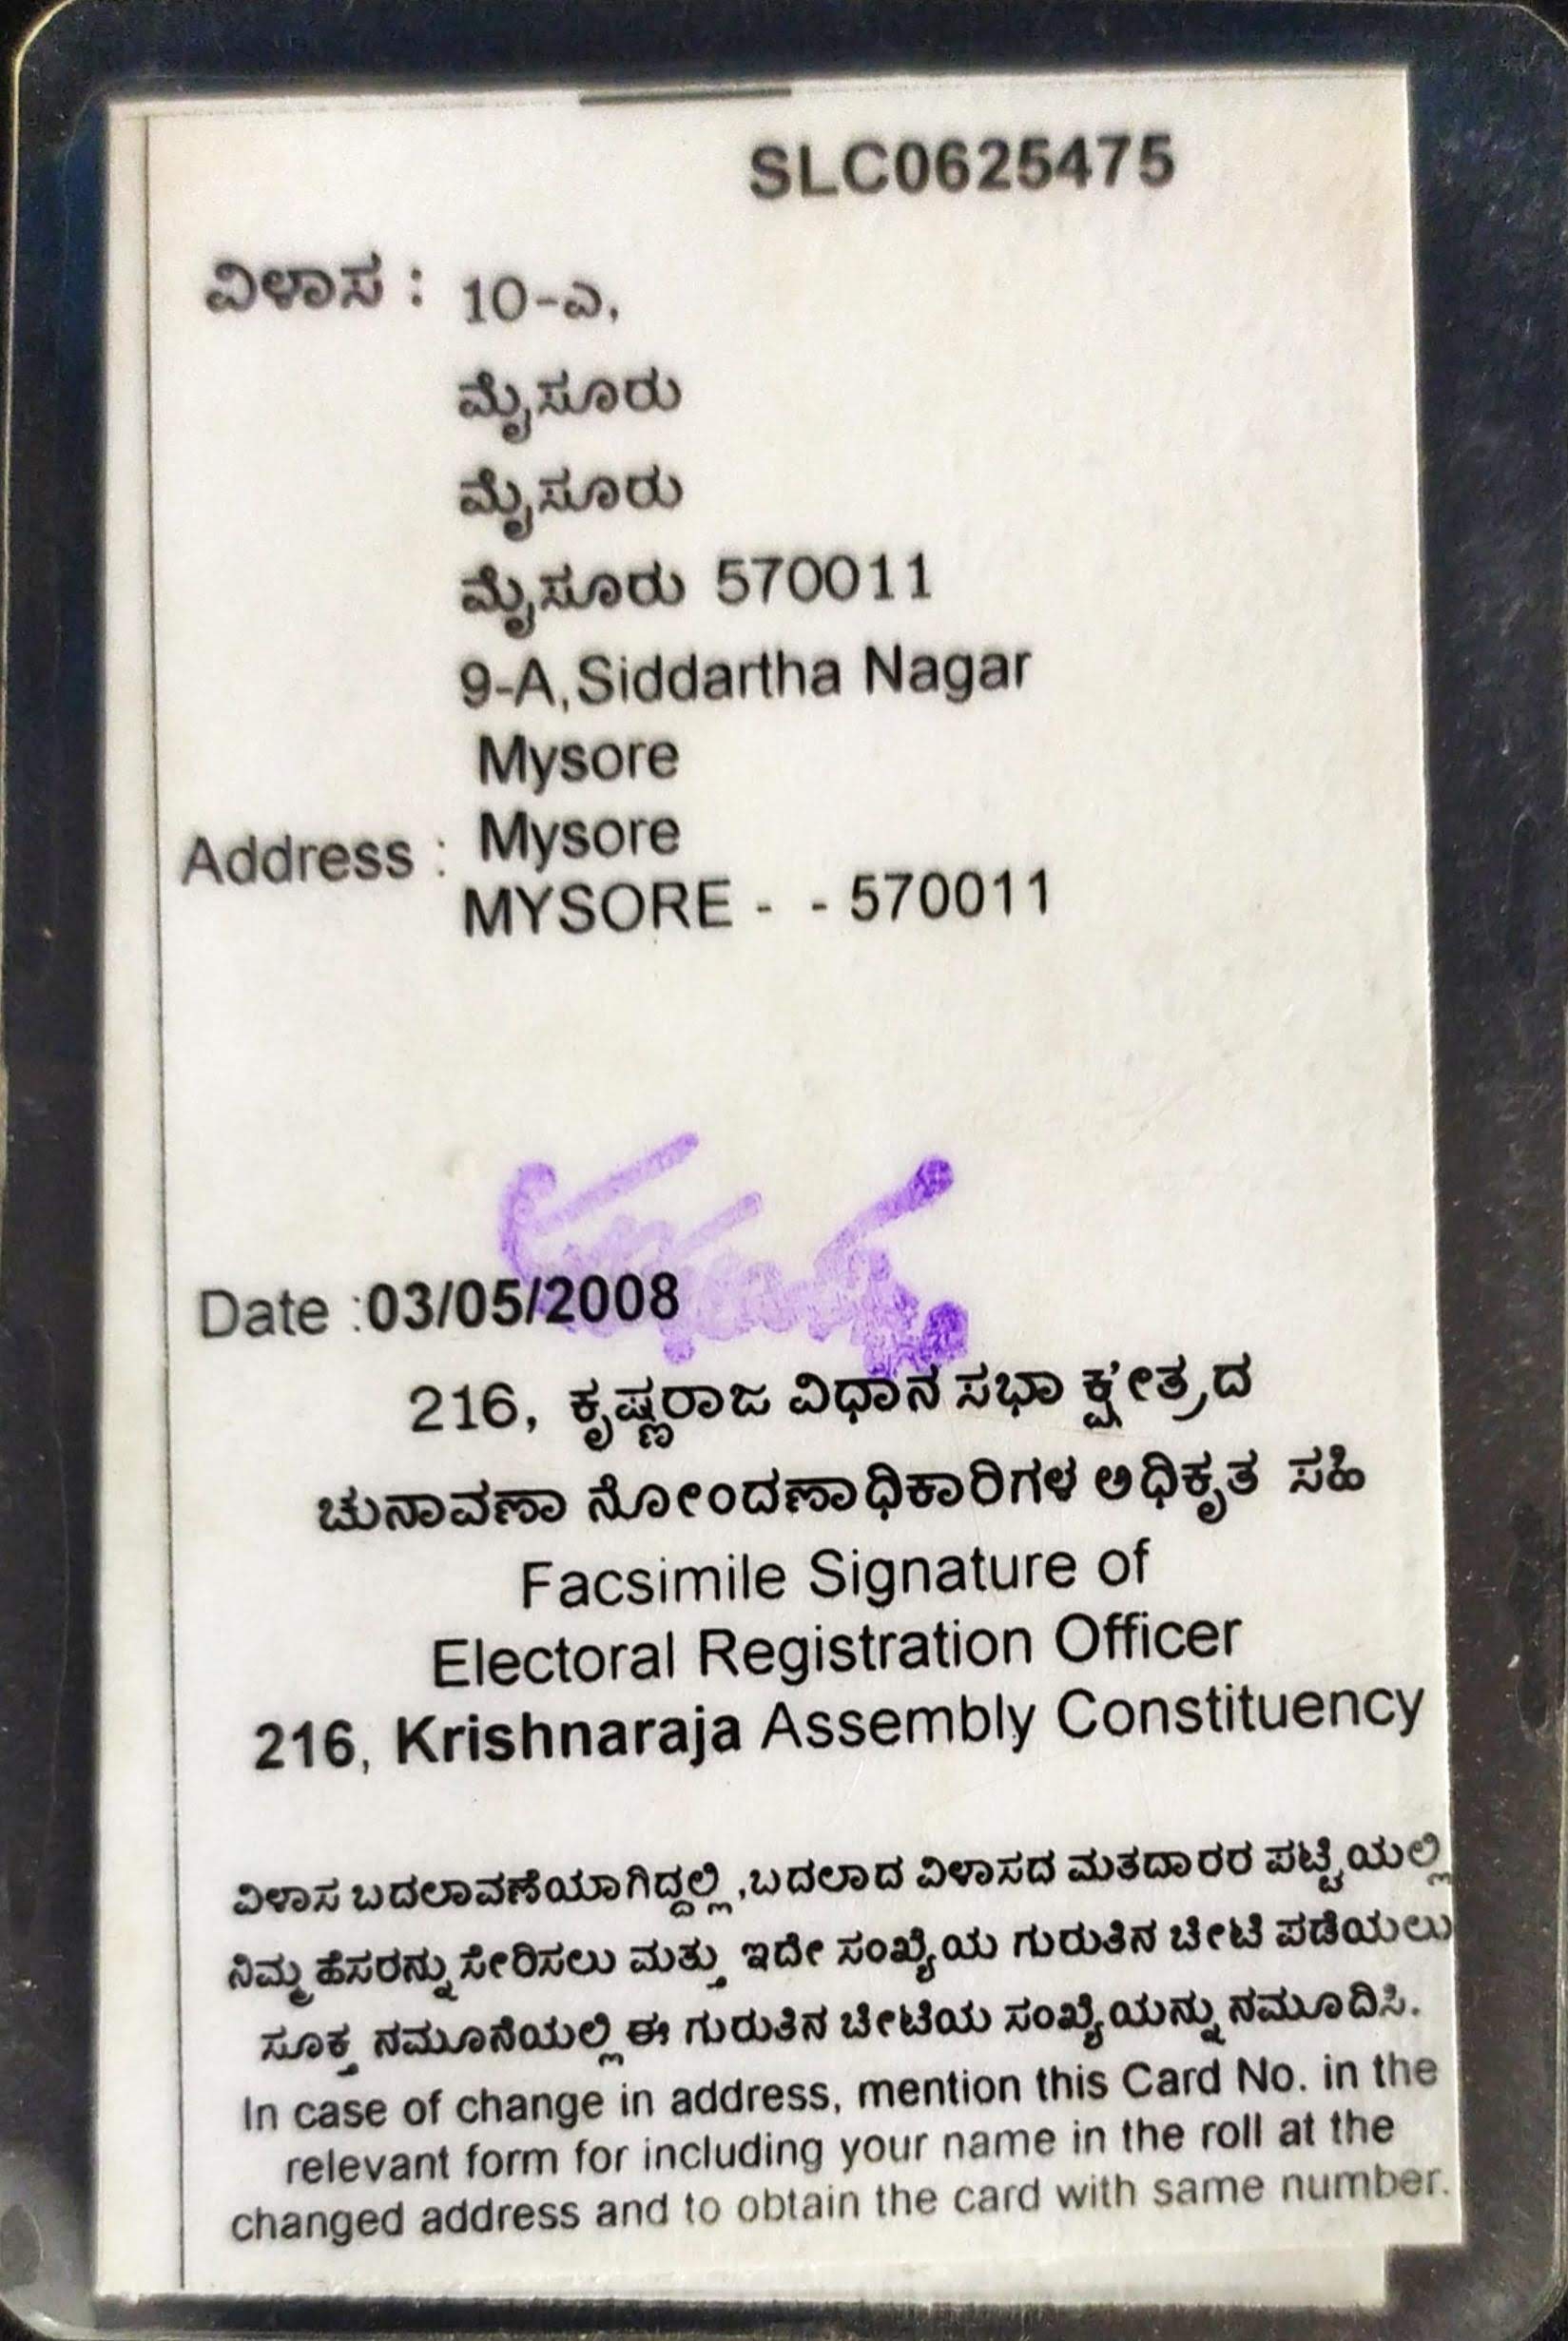 SLC0625475
ವಿಳಾಸ : 10-ಎ,
ಮೈಸೂರು
ಮೈಸೂರು
ಮೈಸೂರು 570011
9-A,Siddartha Nagar
Mysore
Address : Mysore
MYSORE - - 570011
Date :03/05/2008
216, ಕೃಷ್ಣರಾಜ ವಿಧಾನ ಸಭಾ ಕ್ಷೇತ್ರದ
ಚುನಾವಣಾ ನೋಂದಣಾಧಿಕಾರಿಗಳ ಅಧಿಕೃತ ಸಹಿ
Facsimile Signature of
Electoral Registration Officer
216, Krishnaraja Assembly Constituency
ವಿಳಾಸ ಬದಲಾವಣೆಯಾಗಿದ್ದಲ್ಲಿ ,ಬದಲಾದ ವಿಳಾಸದ ಮತದಾರರ ಪಟ್ಟಿಯಲ್ಲಿ
ನಿಮ್ಮ ಹೆಸರನ್ನು ಸೇರಿಸಲು ಮತ್ತು ಇದೇ ಸಂಖ್ಯೆಯ ಗುರುತಿನ ಚೀಟಿ ಪಡೆಯಲು
ಸೂಕ್ತ ನಮೂನೆಯಲ್ಲಿ ಈ ಗುರುತಿನ ಚೀಟಿಯ ಸಂಖ್ಯೆಯನ್ನು ನಮೂದಿಸಿ.
In case of change in address, mention this Card No. in the
relevant form for including your name in the roll at the
changed address and to obtain the card with same number.